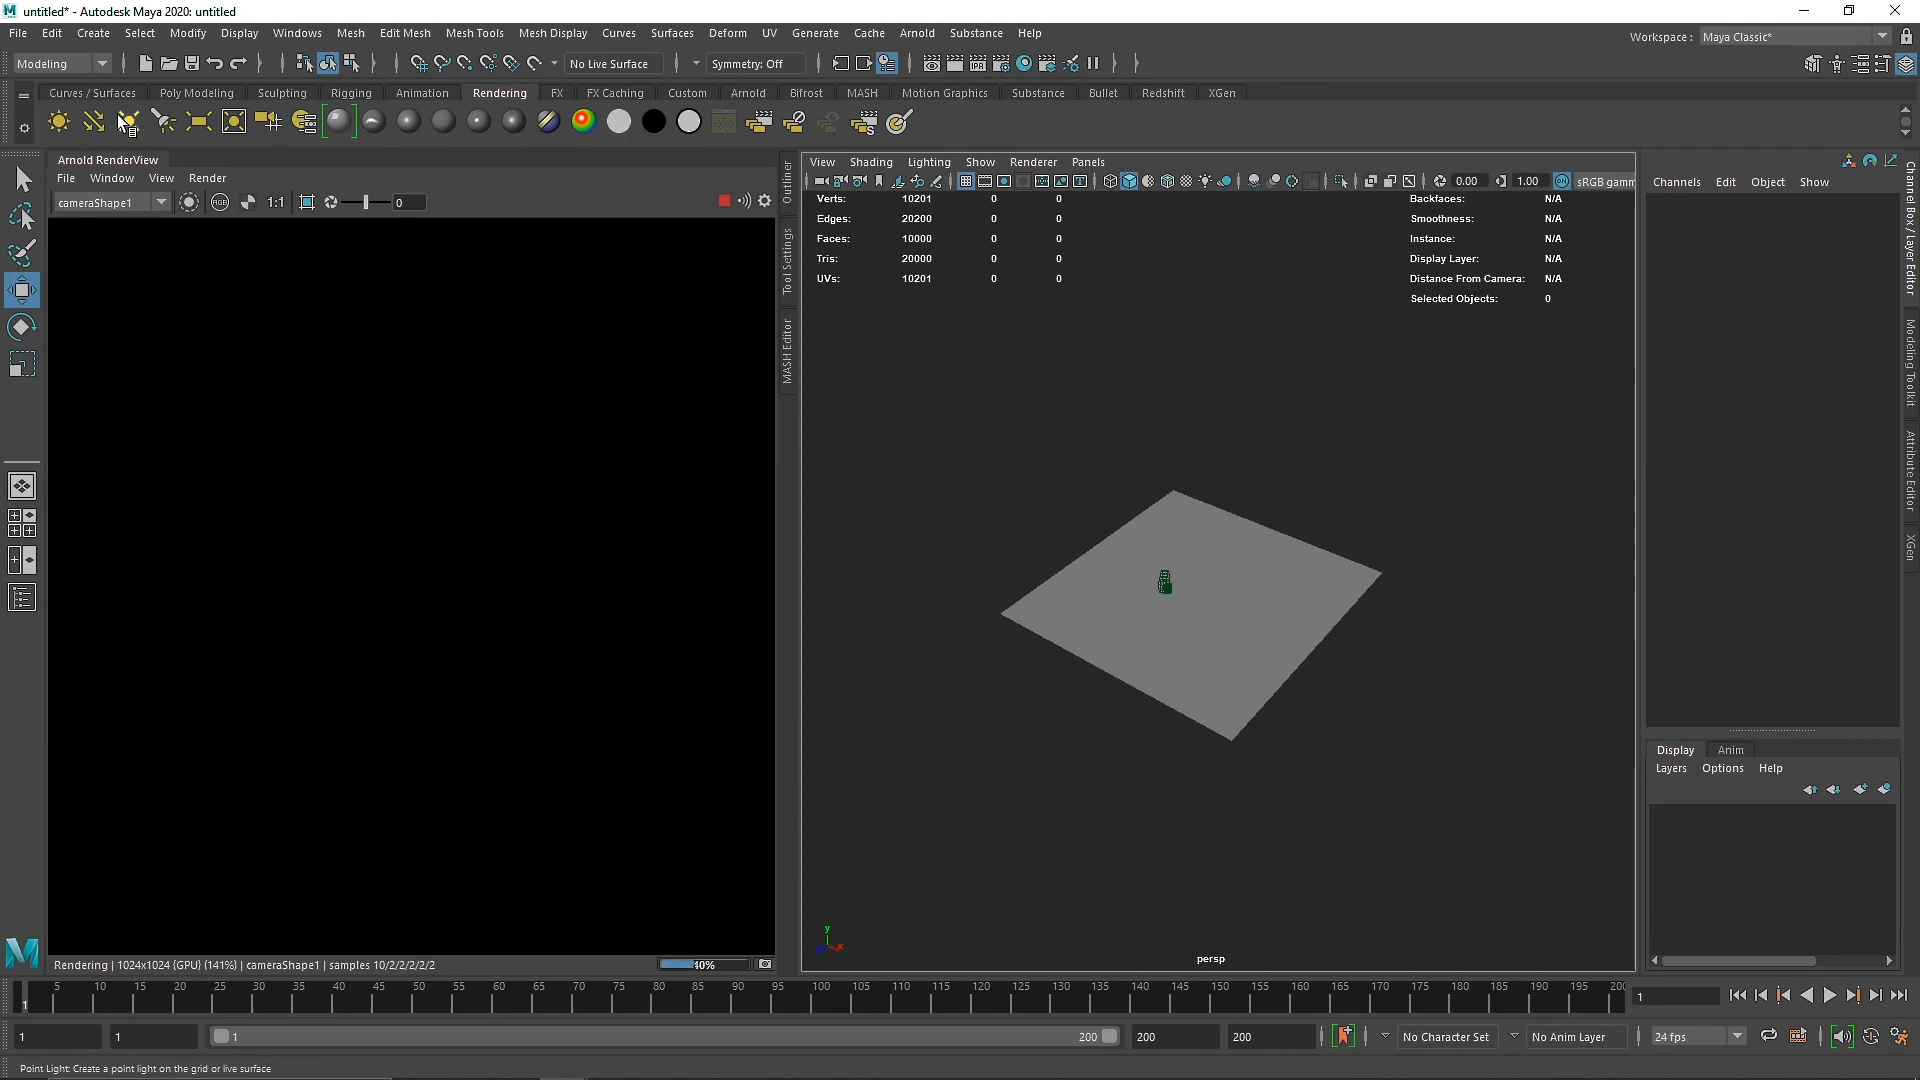 untitled* - Autodesk Maya 2020: untitled
File Edit Create Select Modify Display Windows Mesh Edit Mesh Mesh Tools Mesh Display Curves Surfaces Deform UV Generate Cache Arnold Substance Help
Workspace : Maya Classic*
Modeling No Live Surface Symmetry: Off
Curves / Surfaces Poly Modeling Sculpting Rigging Animation Rendering FX FX Caching Custom Arnold Bifrost MASH Motion Graphics Substance Bullet Redshift XGen
Arnold RenderView
File Window View Render
cameraShape1 RGB 1:1 0
Outliner
Tool Settings
MASH Editor
View Shading Lighting Show Renderer Panels
0.00 1.00 ON sRGB gamm
Verts: 10201 0 0
Edges: 20200 0 0
Faces: 10000 0 0
Tris: 20000 0 0
UVs: 10201 0 0
Backfaces: N/A
Smoothness: N/A
Instance: N/A
Display Layer: N/A
Distance From Camera: N/A
Selected Objects: 0
y
x
persp
Channels Edit Object Show
Channel Box / Layer Editor
Modeling Toolkit
Attribute Editor
XGen
Display Anim
Layers Options Help
Rendering | 1024x1024 {GPU} (141%) | cameraShape1 | samples 10/2/2/2/2/2
40%
5 10 15 20 25 30 35 40 45 50 55 60 65 70 75 80 85 90 95 100 105 110 115 120 125 130 135 140 145 150 155 160 165 170 175 180 185 190 195 200
1 1
1 1 1 200 200 200 No Character Set No Anim Layer 24 fps
Point Light: Create a point light on the grid or live surface